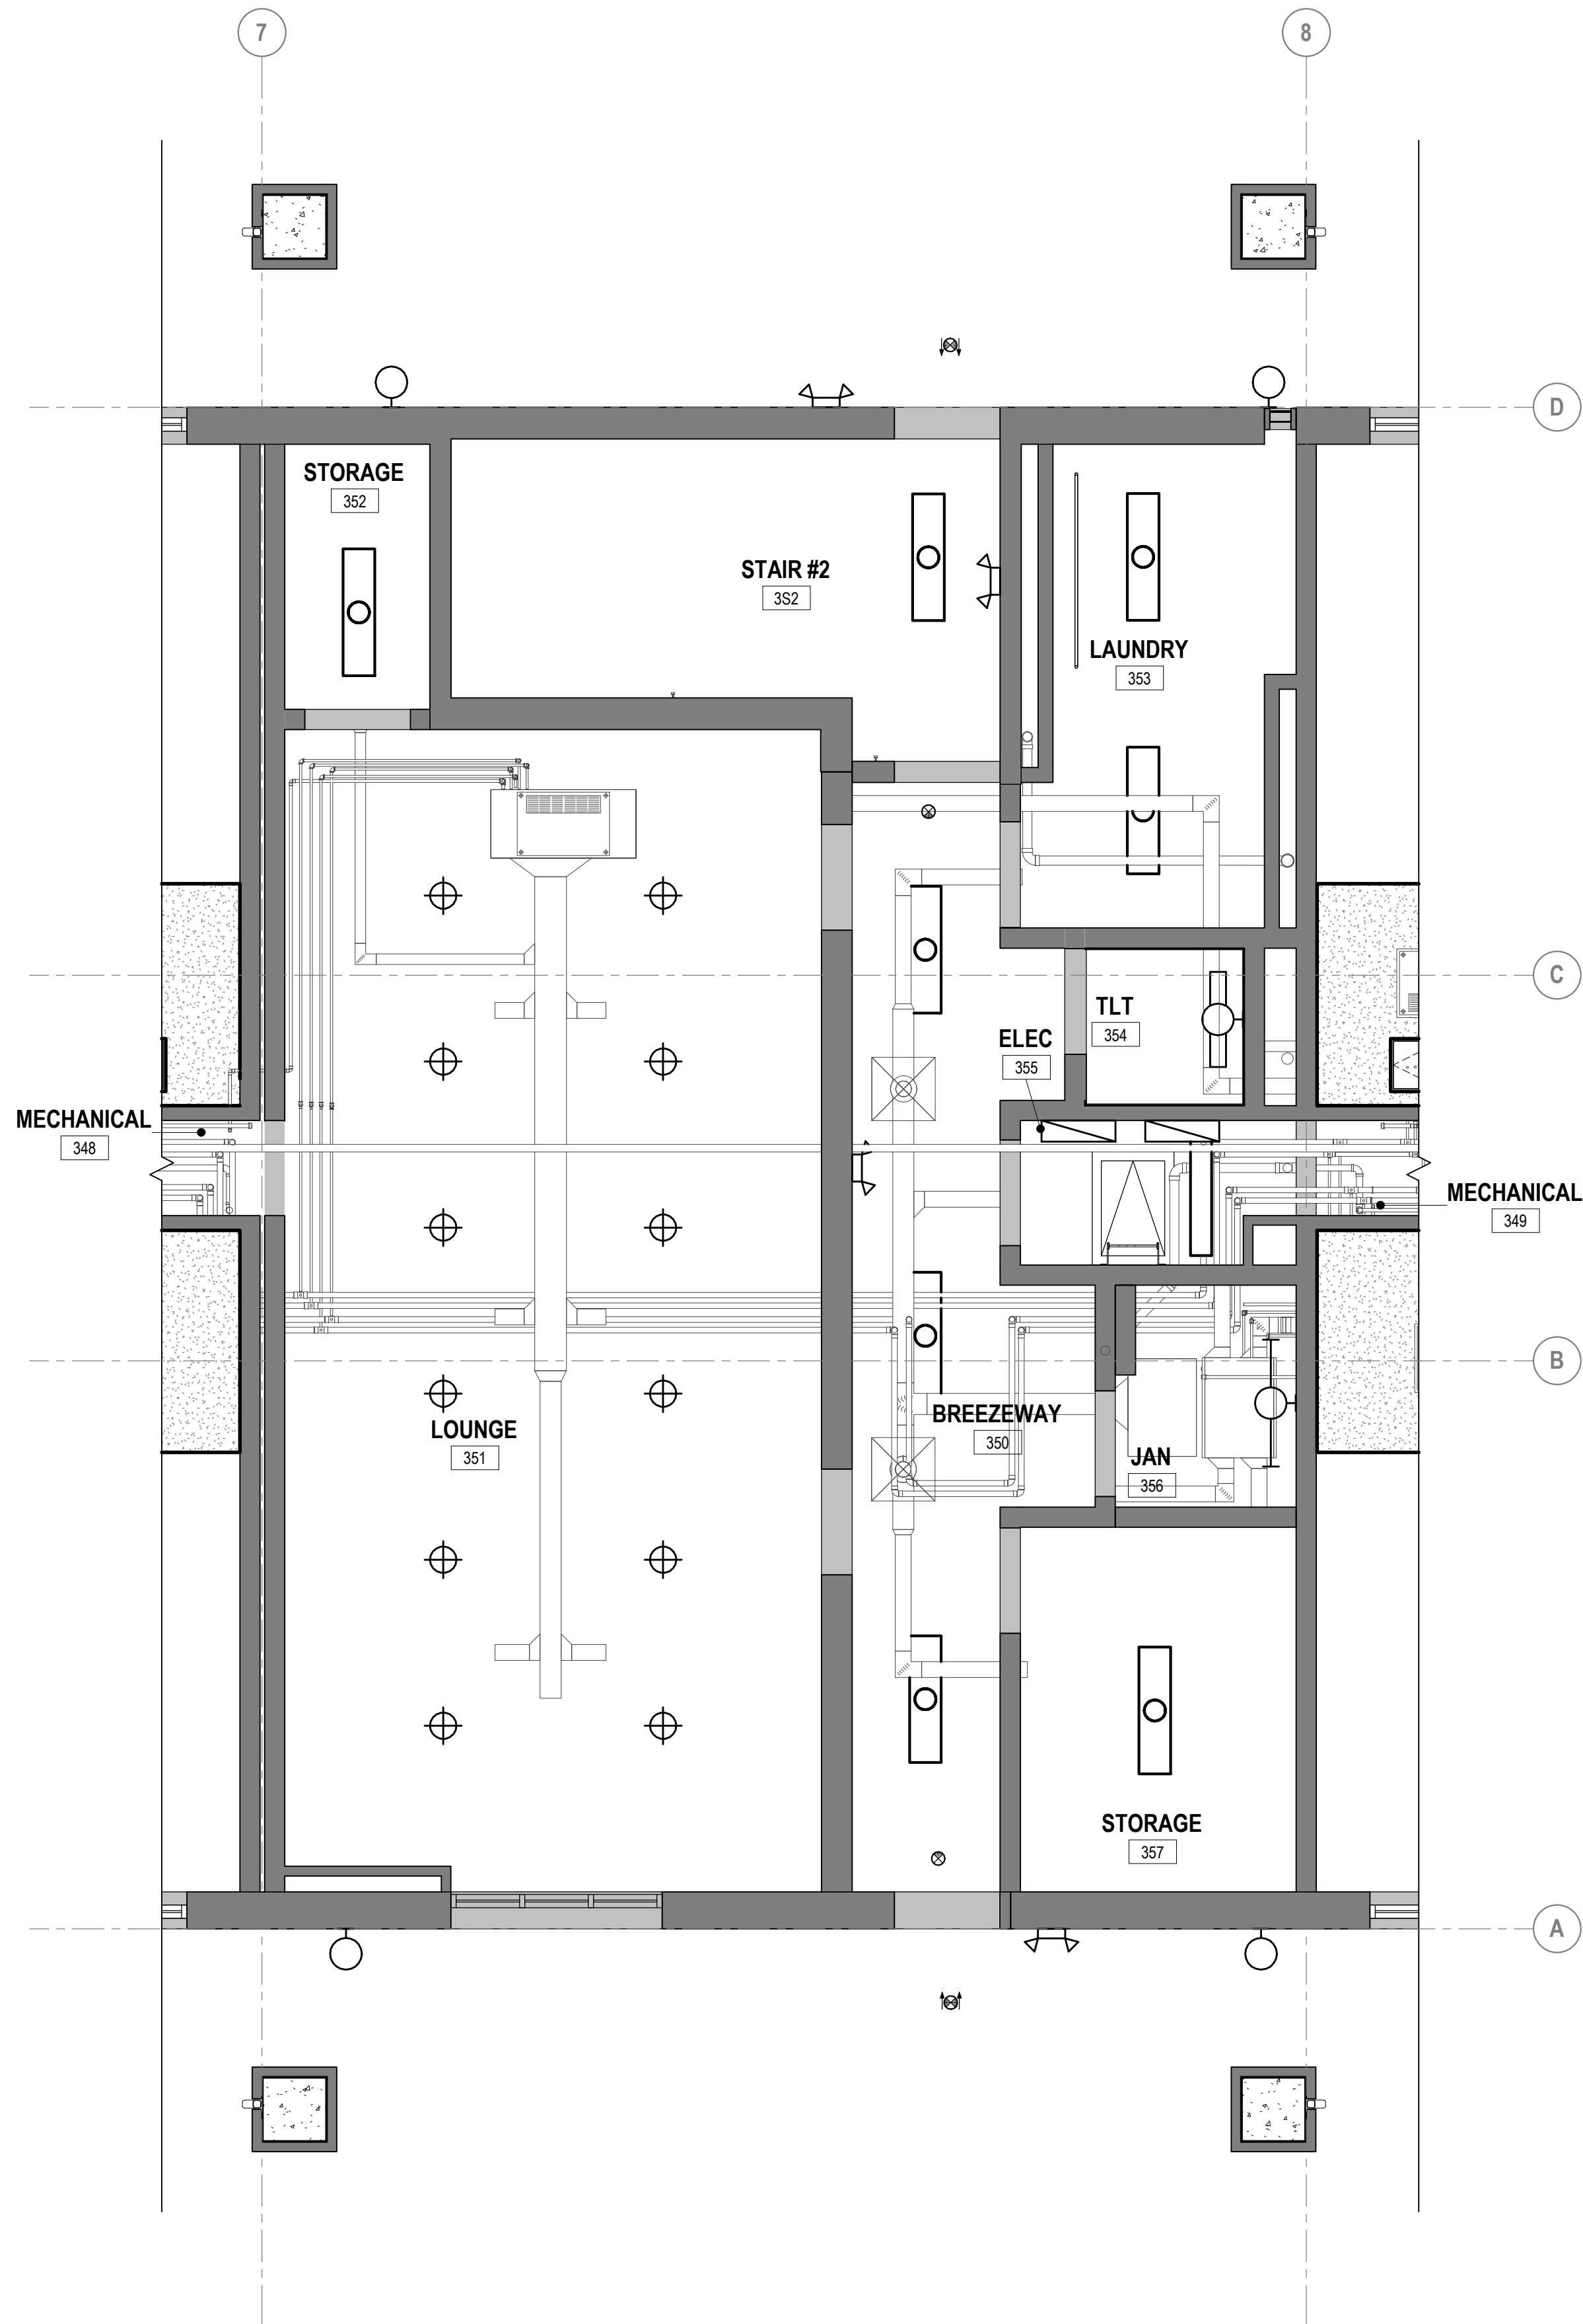 7
8
D
STORAGE
352
STAIR #2
3S2
LAUNDRY
353
C
TLT
354
ELEC
355
MECHANICAL
348
MECHANICAL
349
B
LOUNGE
351
BREEZEWAY
350
JAN
356
STORAGE
357
A